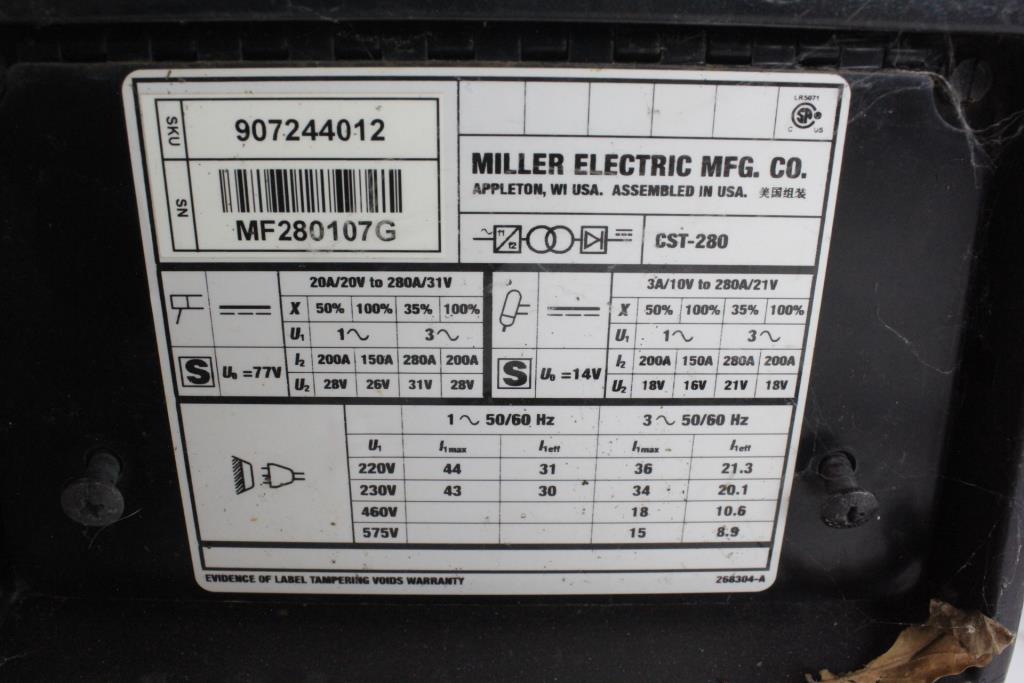 SKU 907244012
SN MF280107G
LR5071
SA
C US
MILLER ELECTRIC MFG. CO.
APPLETON, WI USA. ASSEMBLED IN USA. 美国组装
f1 f2
CST-280
20A/20V to 280A/31V
X 50% 100% 35% 100%
U₁ 1~ 3~
S U₀ =77V
I₂ 200A 150A 280A 200A
U₂ 28V 26V 31V 28V
3A/10V to 280A/21V
X 50% 100% 35% 100%
U₁ 1~ 3~
S U₀ =14V
I₂ 200A 150A 280A 200A
U₂ 18V 16V 21V 18V
1~ 50/60 Hz 3~ 50/60 Hz
U₁ I₁max I₁eff I₁max I₁eff
220V 44 31 36 21.3
230V 43 30 34 20.1
460V 18 10.6
575V 15 8.9
EVIDENCE OF LABEL TAMPERING VOIDS WARRANTY 268304-A